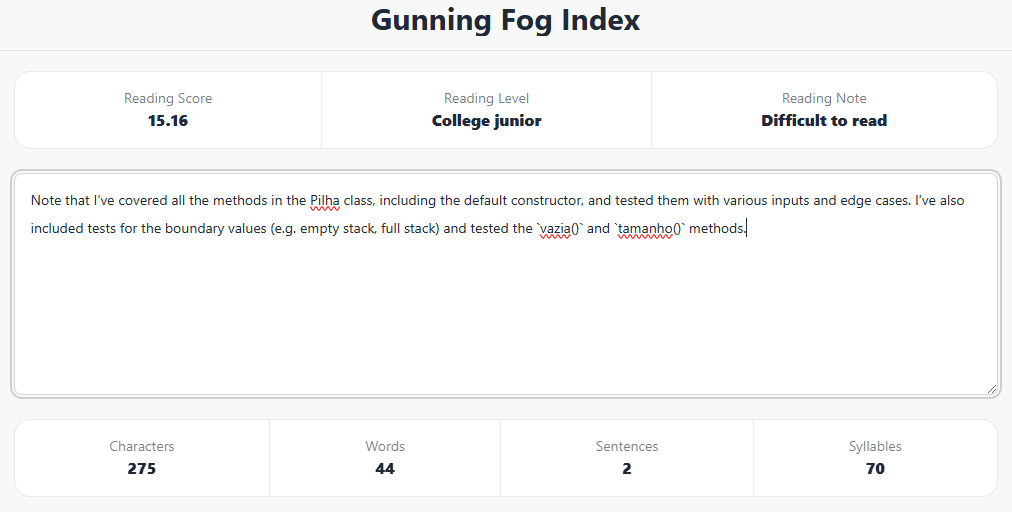 Gunning Fog Index
Reading Score
15.16
Reading Level
College junior
Reading Note
Difficult to read
Note that I've covered all the methods in the Pilha class, including the default constructor, and tested them with various inputs and edge cases. I've also
included tests for the boundary values (e.g. empty stack, full stack) and tested the `vazia()` and `tamanho()` methods.
Characters
275
Words
44
Sentences
2
Syllables
70